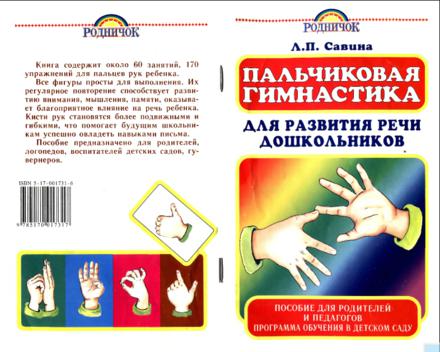 РОДНИЧОК
Книга содержит около 60 занятий, 170
упражнений для пальцев рук ребенка.
Все фигуры просты для выполнения. Их
регулярное повторение способствует разви-
тию внимания, мышления, памяти, оказыва-
ет благоприятное влияние на речь ребенка.
Кисти рук становятся более подвижными и
гибкими, что помогает будущим школьни-
кам успешно овладеть навыками письма.
Пособие предназначено для родителей,
логопедов, воспитателей детских садов, гу-
вернеров.
ISBN 5-17-001731-6
9 785170 017317
РОДНИЧОК
Л.П. Савина
ПАЛЬЧИКОВАЯ
ГИМНАСТИКА
ДЛЯ РАЗВИТИЯ РЕЧИ
ДОШКОЛЬНИКОВ
ПОСОБИЕ ДЛЯ РОДИТЕЛЕЙ
И ПЕДАГОГОВ
ПРОГРАММА ОБУЧЕНИЯ В ДЕТСКОМ САДУ